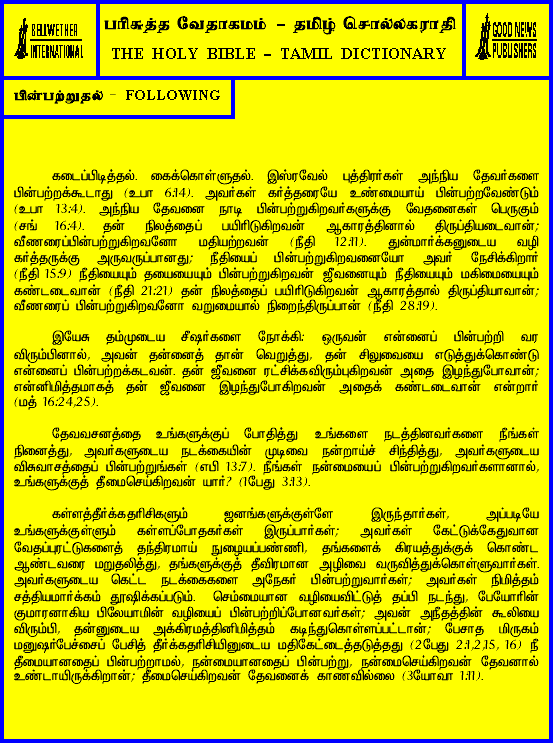 BELLWETHER
INTERNATIONAL
பரிசுத்த வேதாகமம் – தமிழ் சொல்லகராதி
THE HOLY BIBLE – TAMIL DICTIONARY
GOOD NEWS
PUBLISHERS
பின்பற்றுதல் – FOLLOWING
கடைப்பிடித்தல். கைக்கொள்ளுதல். இஸ்ரவேல் புத்திரர்கள் அந்நிய தேவர்களை
பின்பற்றக்கூடாது (உபா 6:14). அவர்கள் கர்த்தரையே உண்மையாய் பின்பற்றவேண்டும்
(உபா 13:4). அந்நிய தேவனை நாடி பின்பற்றுகிறவர்களுக்கு வேதனைகள் பெருகும்
(சங் 16:4). தன் நிலத்தைப் பயிரிடுகிறவன் ஆகாரத்தினால் திருப்தியடைவான்;
வீணரைப்பின்பற்றுகிறவனோ மதியற்றவன் (நீதி 12:11). துன்மார்க்கனுடைய வழி
கர்த்தருக்கு அருவருப்பானது; நீதியைப் பின்பற்றுகிறவனையோ அவர் நேசிக்கிறார்
(நீதி 15:9) நீதியையும் தயையையும் பின்பற்றுகிறவன் ஜீவனையும் நீதியையும் மகிமையையும்
கண்டடைவான் (நீதி 21:21) தன் நிலத்தைப் பயிரிடுகிறவன் ஆகாரத்தால் திருப்தியாவான்;
வீணரைப் பின்பற்றுகிறவனோ வறுமையால் நிறைந்திருப்பான் (நீதி 28:19).
இயேசு தம்முடைய சீஷர்களை நோக்கி: ஒருவன் என்னைப் பின்பற்றி வர
விரும்பினால், அவன் தன்னைத் தான் வெறுத்து, தன் சிலுவையை எடுத்துக்கொண்டு
என்னைப் பின்பற்றக்கடவன். தன் ஜீவனை ரட்சிக்கவிரும்புகிறவன் அதை இழந்துபோவான்;
என்னிமித்தமாகத் தன் ஜீவனை இழந்துபோகிறவன் அதைக் கண்டடைவான் என்றார்
(மத் 16:24,25).
தேவவசனத்தை உங்களுக்குப் போதித்து உங்களை நடத்தினவர்களை நீங்கள்
நினைத்து, அவர்களுடைய நடக்கையின் முடிவை நன்றாய்ச் சிந்தித்து, அவர்களுடைய
விசுவாசத்தைப் பின்பற்றுங்கள் (எபி 13:7). நீங்கள் நன்மையைப் பின்பற்றுகிறவர்களானால்,
உங்களுக்குத் தீமைசெய்கிறவன் யார்? (1பேது 3:13).
கள்ளத்தீர்க்கதரிசிகளும் ஜனங்களுக்குள்ளே இருந்தார்கள், அப்படியே
உங்களுக்குள்ளும் கள்ளப்போதகர்கள் இருப்பார்கள்; அவர்கள் கேட்டுக்கேதுவான
வேதப்புரட்டுகளைத் தந்திரமாய் நுழையப்பண்ணி, தங்களைக் கிரயத்துக்குக் கொண்ட
ஆண்டவரை மறுதலித்து, தங்களுக்குத் தீவிரமான அழிவை வருவித்துக்கொள்ளுவார்கள்.
அவர்களுடைய கெட்ட நடக்கைகளை அநேகர் பின்பற்றுவார்கள்; அவர்கள் நிமித்தம்
சத்தியமார்க்கம் தூஷிக்கப்படும். செம்மையான வழியைவிட்டுத் தப்பி நடந்து, பேயோரின்
குமாரனாகிய பிலேயாமின் வழியைப் பின்பற்றிப்போனவர்கள்; அவன் அநீதத்தின் கூலியை
விரும்பி, தன்னுடைய அக்கிரமத்தினிமித்தம் கடிந்துகொள்ளப்பட்டான்; பேசாத மிருகம்
மனுஷர்பேச்சைப் பேசித் தீர்க்கதரிசியினுடைய மதிகேட்டைத்தடுத்தது (2பேது 2:1,2,15, 16) நீ
தீமையானதைப் பின்பற்றாமல், நன்மையானதைப் பின்பற்று, நன்மைசெய்கிறவன் தேவனால்
உண்டாயிருக்கிறான்; தீமைசெய்கிறவன் தேவனைக் காணவில்லை (3யோவா 1:11).